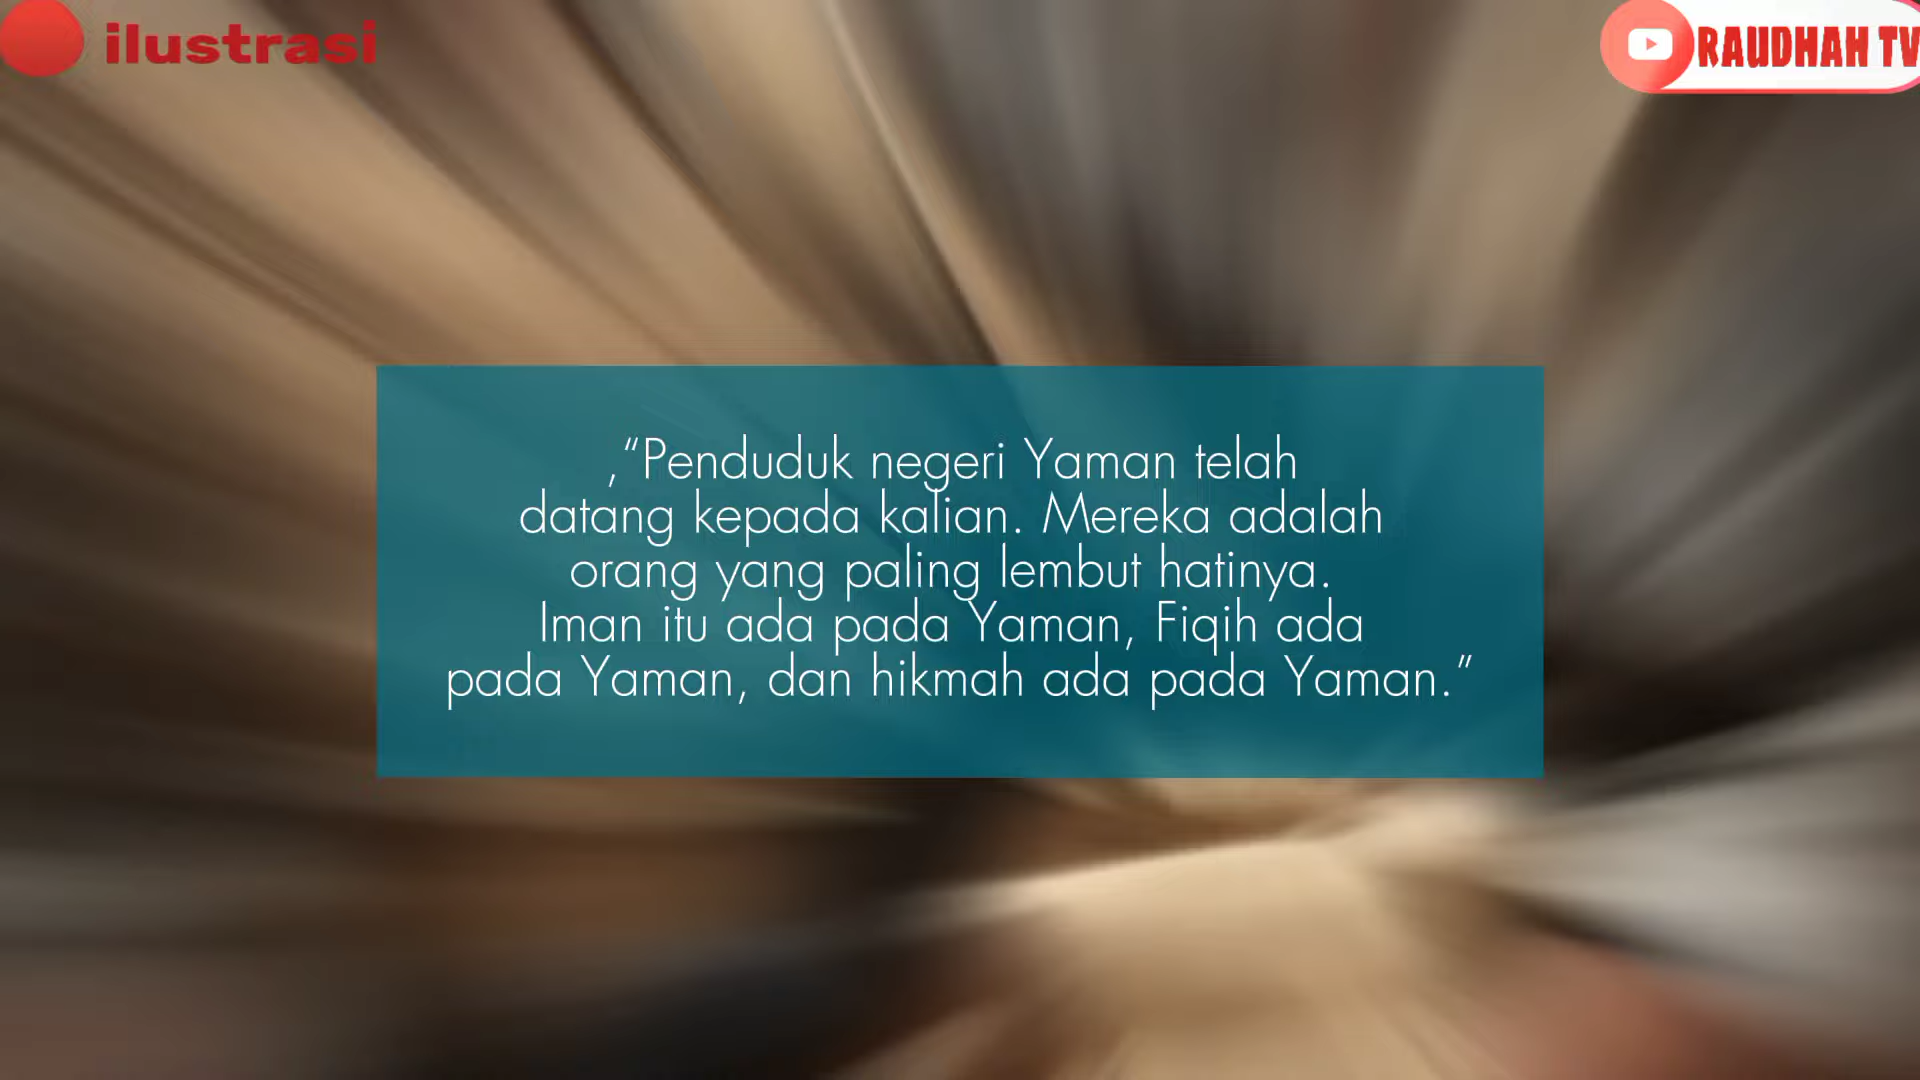 ilustrasi
RAUDHAH TV
,“Penduduk negeri Yaman telah
datang kepada kalian. Mereka adalah
orang yang paling lembut hatinya.
Iman itu ada pada Yaman, Fiqih ada
pada Yaman, dan hikmah ada pada Yaman.”